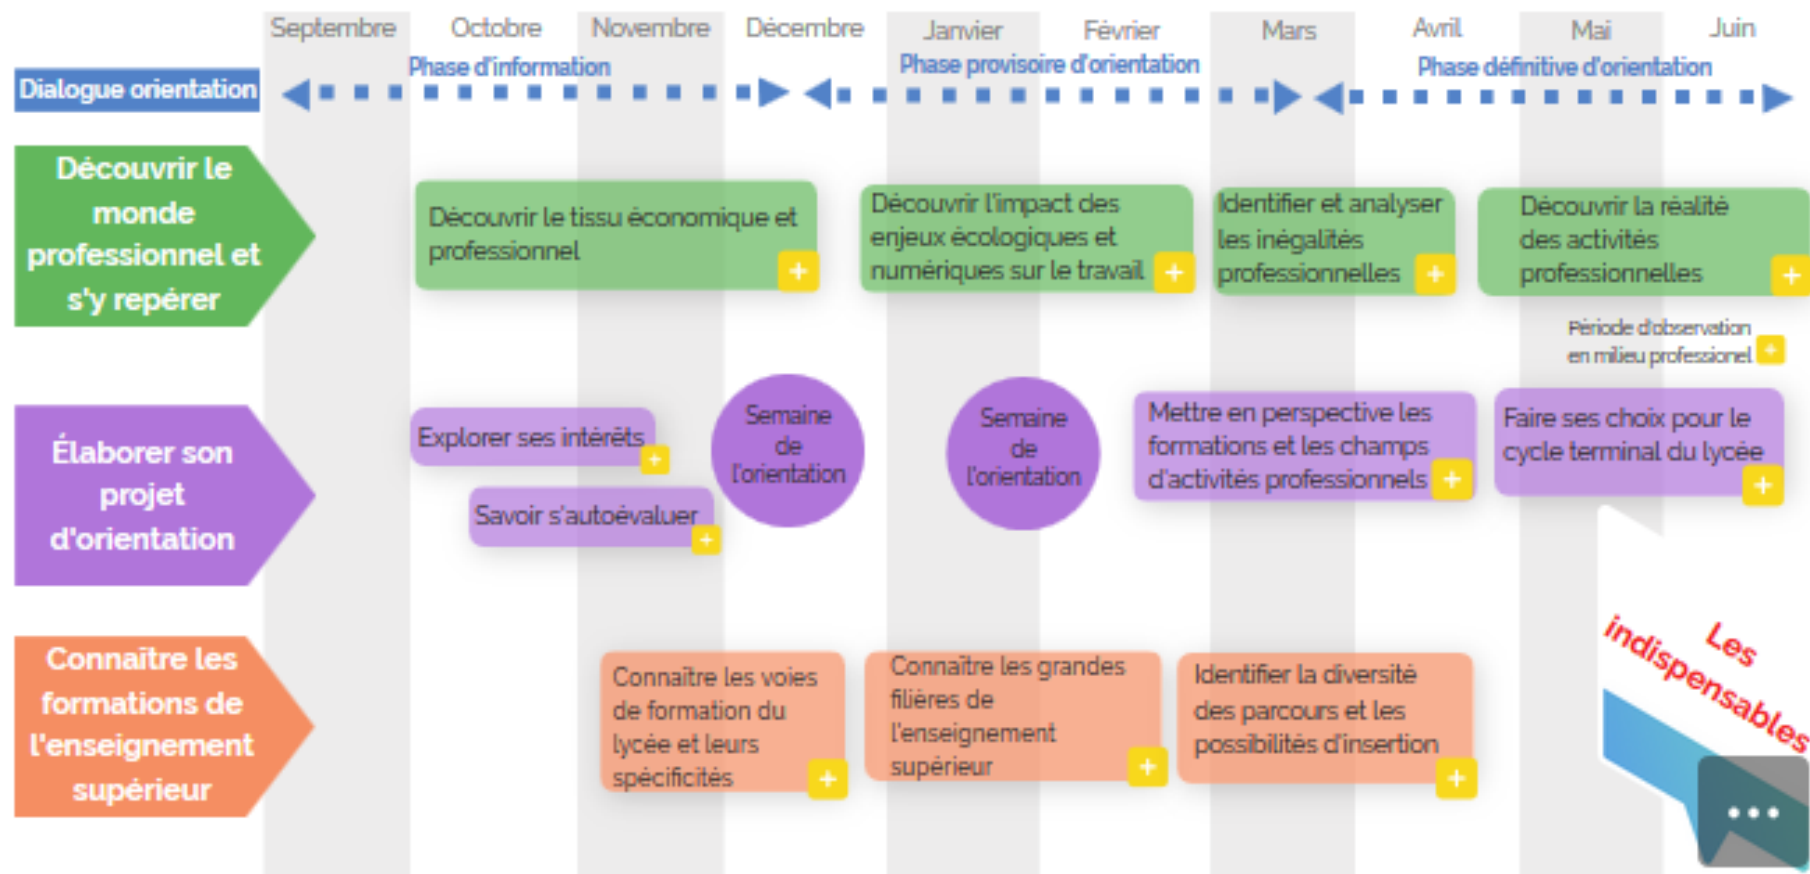 Septembre
Octobre
Novembre
Décembre
Janvier
Février
Mars
Avril
Mai
Juin
Dialogue orientation
Phase d'information
Phase provisoire d'orientation
Phase définitive d'orientation
Découvrir le
monde
professionnel et
s'y repérer
Découvrir le tissu économique et
professionnel
+
Découvrir l'impact des
enjeux écologiques et
numériques sur le travail
+
Identifier et analyser
les inégalités
professionnelles
+
Découvrir la réalité
des activités
professionnelles
+
Période d'observation
en milieu professionel
+
Élaborer son
projet
d'orientation
Explorer ses intérêts
+
Savoir s'autoévaluer
+
Semaine
de
l'orientation
Semaine
de
l'orientation
Mettre en perspective les
formations et les champs
d'activités professionnels
+
Faire ses choix pour le
cycle terminal du lycée
+
Connaître les
formations de
l'enseignement
supérieur
Connaître les voies
de formation du
lycée et leurs
spécificités
+
Connaître les grandes
filières de
l'enseignement
supérieur
+
Identifier la diversité
des parcours et les
possibilités d'insertion
+
Les
indispensables